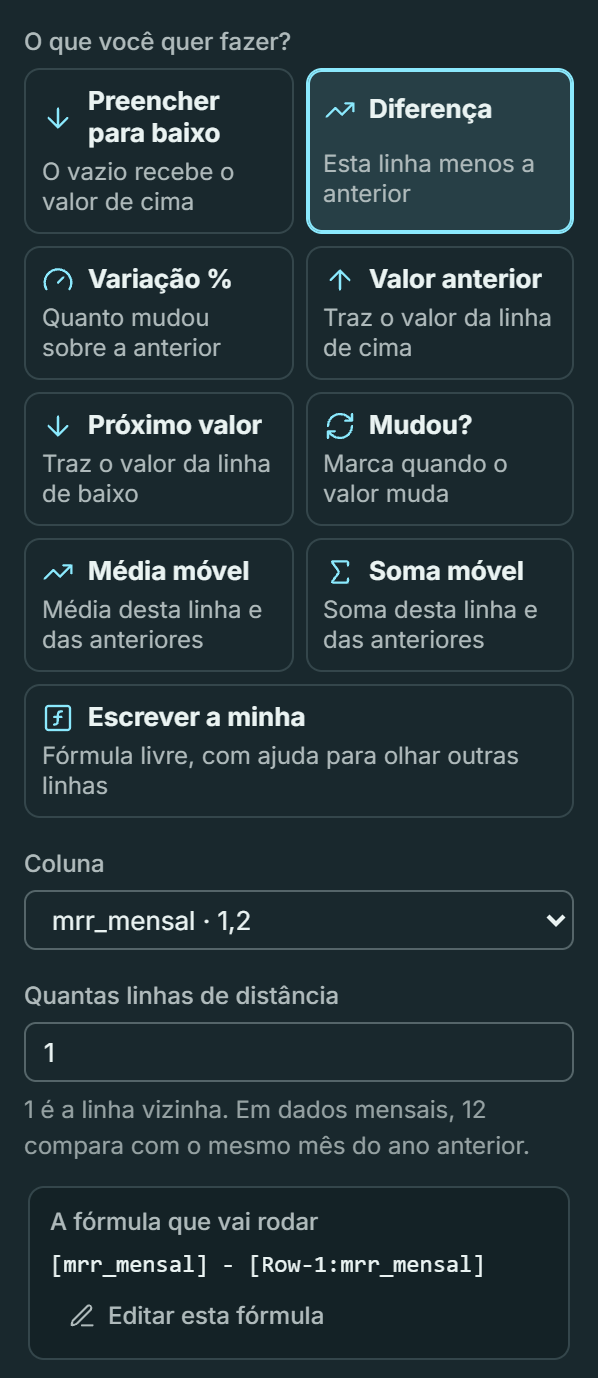 O que você quer fazer?
Preencher
para baixo
O vazio recebe o
valor de cima
Diferença
Esta linha menos a
anterior
Variação %
Quanto mudou
sobre a anterior
Valor anterior
Traz o valor da linha
de cima
Próximo valor
Traz o valor da linha
de baixo
Mudou?
Marca quando o
valor muda
Média móvel
Média desta linha e
das anteriores
Soma móvel
Soma desta linha e
das anteriores
Escrever a minha
Fórmula livre, com ajuda para olhar outras
linhas
Coluna
mrr_mensal · 1,2
Quantas linhas de distância
1
1 é a linha vizinha. Em dados mensais, 12
compara com o mesmo mês do ano anterior.
A fórmula que vai rodar
[mrr_mensal] - [Row-1:mrr_mensal]
Editar esta fórmula